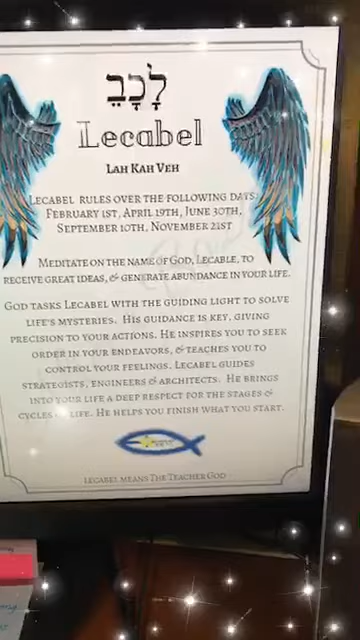 לָכָבֵ
Lecabel
Lah Kah Veh
Lecabel rules over the following days:
February 1st, April 19th, June 30th,
September 10th, November 21st
Meditate on the name of God, Lecable, to
receive great ideas, & generate abundance in your life.
God tasks Lecabel with the guiding light to solve
life's mysteries. His guidance is key, giving
precision to your actions. He inspires you to seek
order in your endeavors, & teaches you to
control your feelings. Lecabel guides
strategists, engineers & architects. He brings
into your life a deep respect for the stages &
cycles life. He helps you finish what you start.
Lecabel means The Teacher God